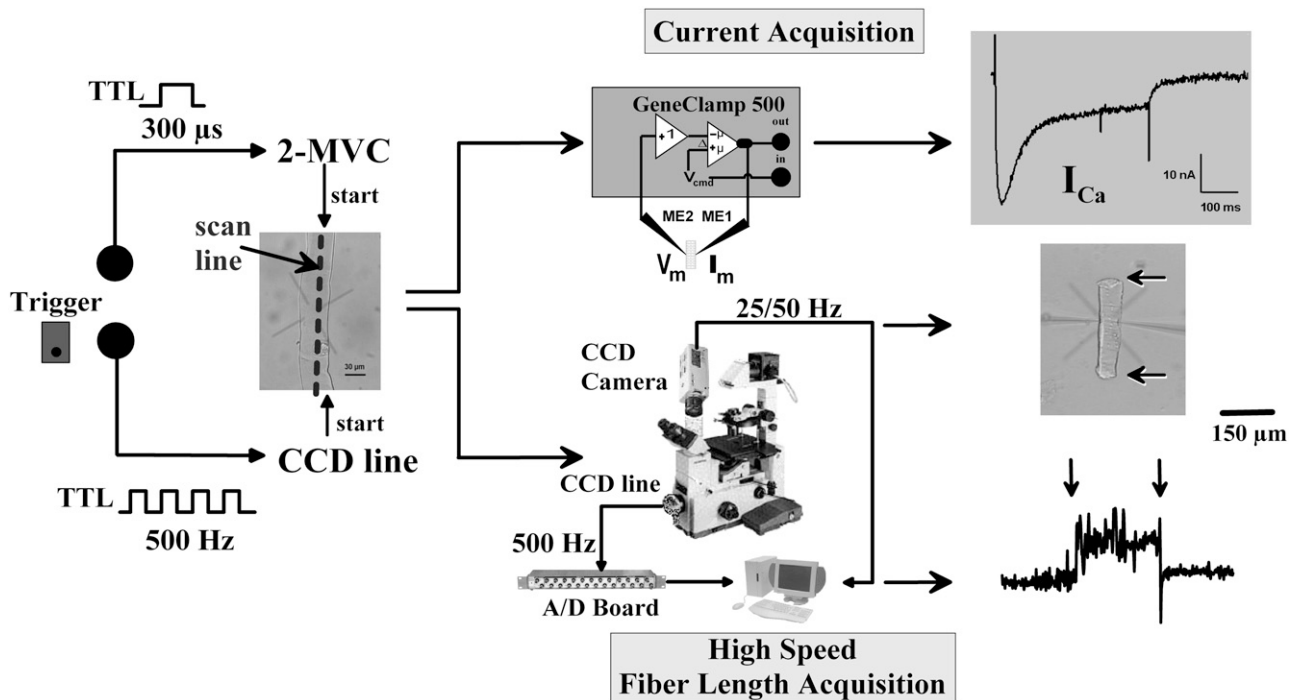 Current Acquisition
TTL
300 µs
2-MVC
start
scan
line
30 µm
Trigger
start
CCD line
TTL
500 Hz
GeneClamp 500
+1
-µ
Δ
+µ
out
in
Vcmd
ME2 ME1
Vm Im
ICa
10 nA
100 ms
25/50 Hz
CCD
Camera
CCD line
500 Hz
A/D Board
150 µm
High Speed
Fiber Length Acquisition